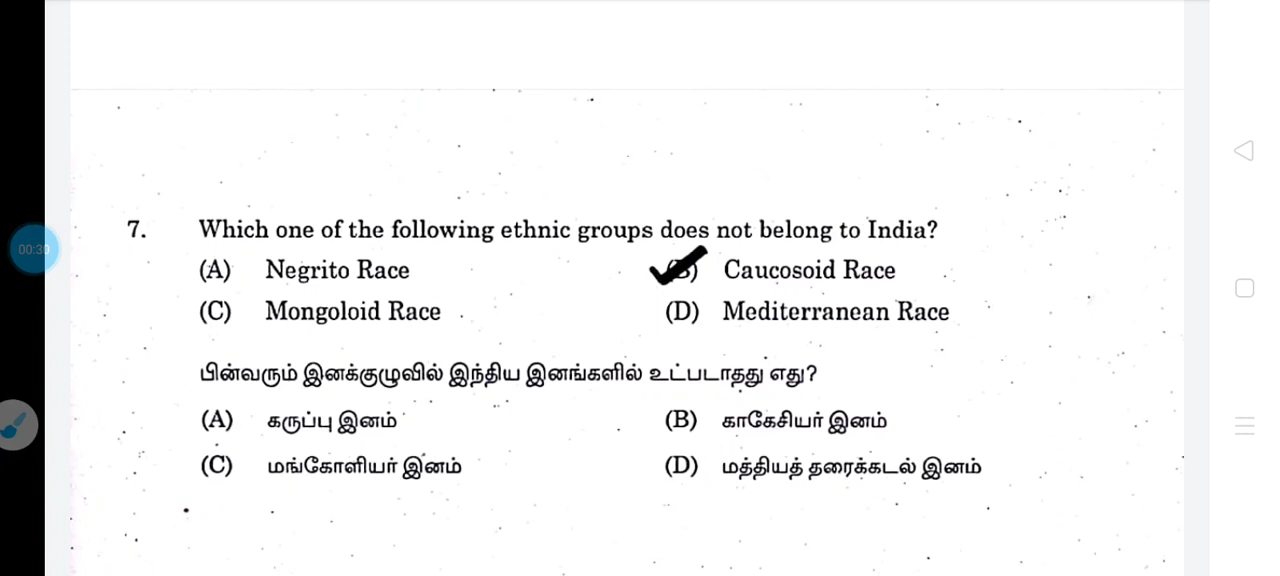 7. Which one of the following ethnic groups does not belong to India?
(A) Negrito Race (B) Caucosoid Race
(C) Mongoloid Race (D) Mediterranean Race
பின்வரும் இனக்குழுவில் இந்திய இனங்களில் உட்படாதது எது?
(A) கருப்பு இனம் (B) காகேசியர் இனம்
(C) மங்கோளியர் இனம் (D) மத்தியத் தரைக்கடல் இனம்
00:30